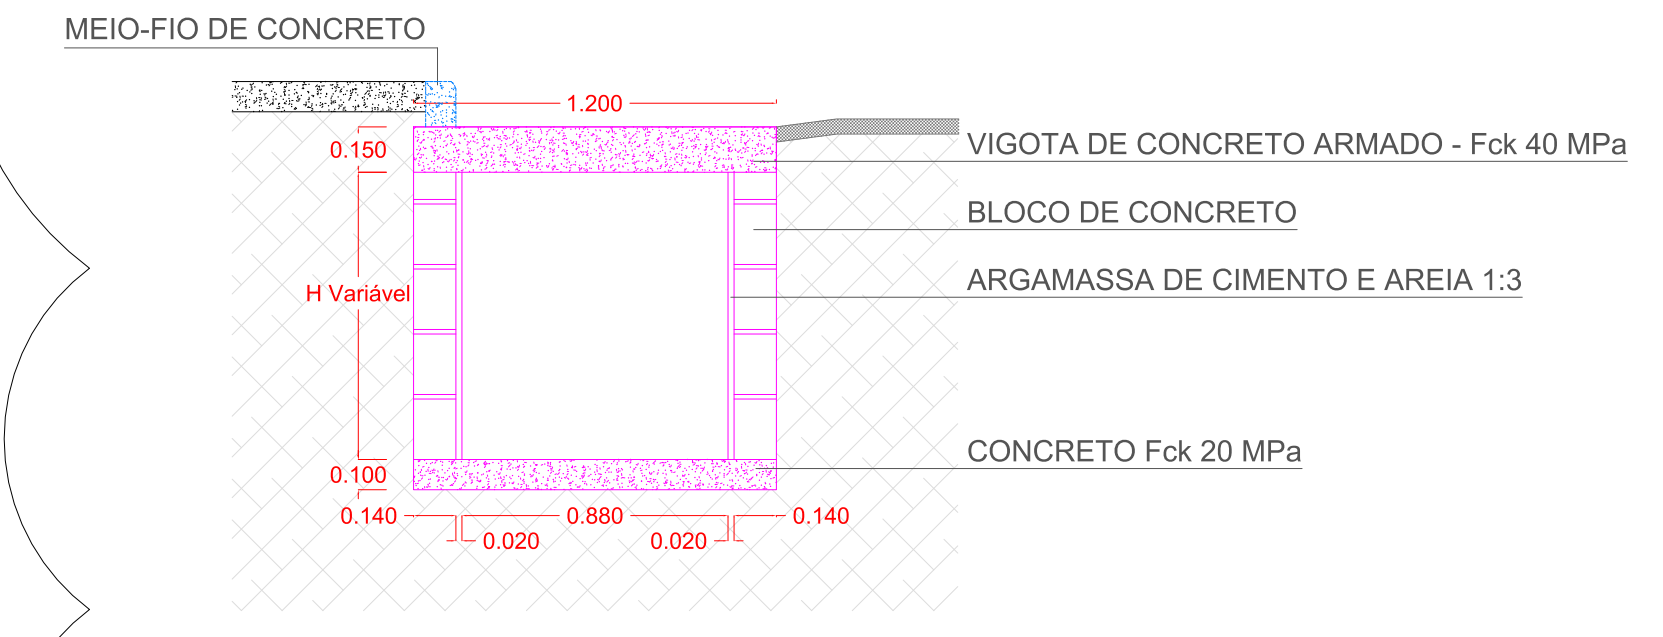 MEIO-FIO DE CONCRETO
1.200
VIGOTA DE CONCRETO ARMADO - Fck 40 MPa
0.150
BLOCO DE CONCRETO
ARGAMASSA DE CIMENTO E AREIA 1:3
H Variável
CONCRETO Fck 20 MPa
0.100
0.140 0.880 0.140
0.020 0.020